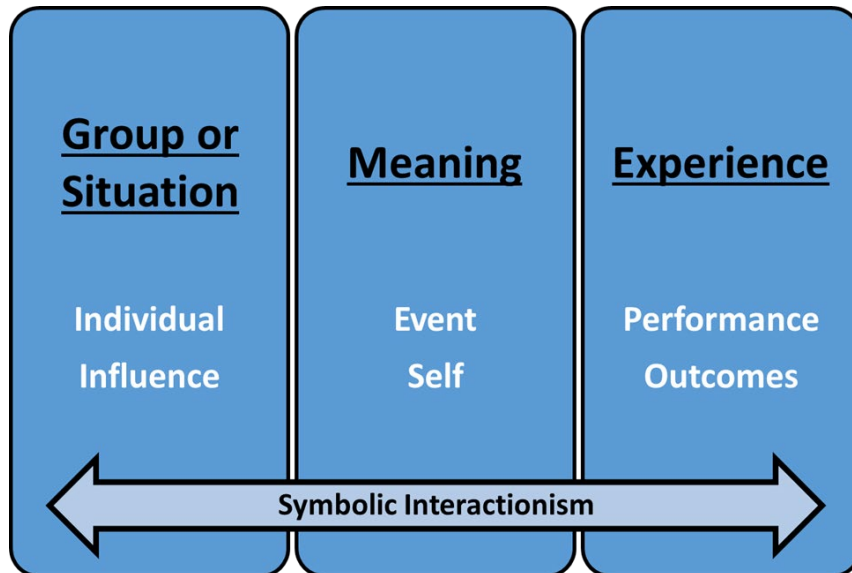 Group or
Situation
Individual
Influence
Meaning
Event
Self
Experience
Performance
Outcomes
Symbolic Interactionism